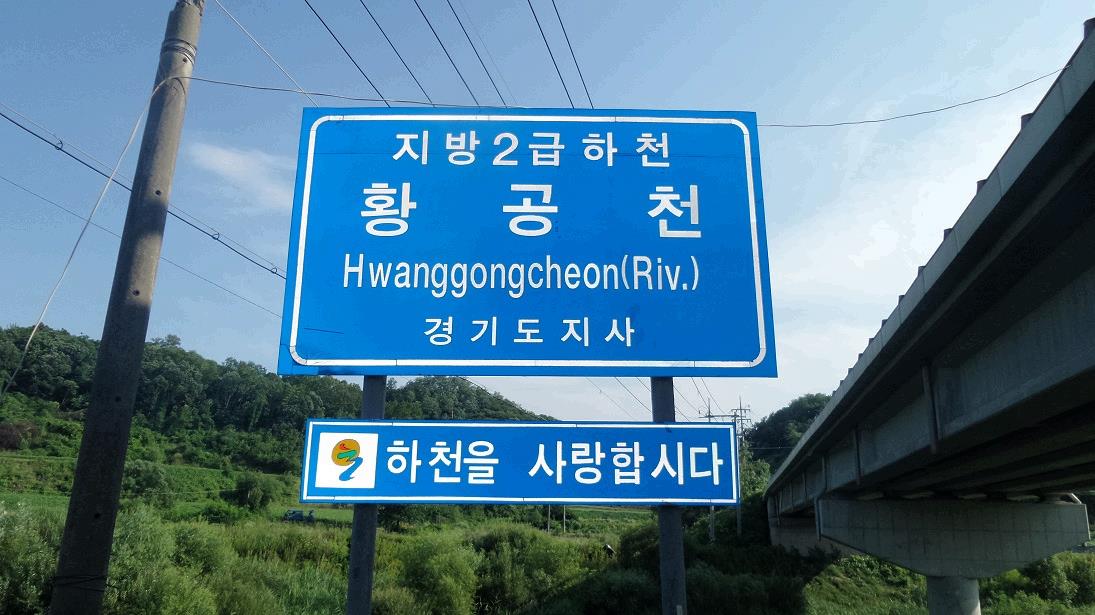 지방2급하천
황공천
Hwanggongcheon(Riv.)
경기도지사
하천을 사랑합시다